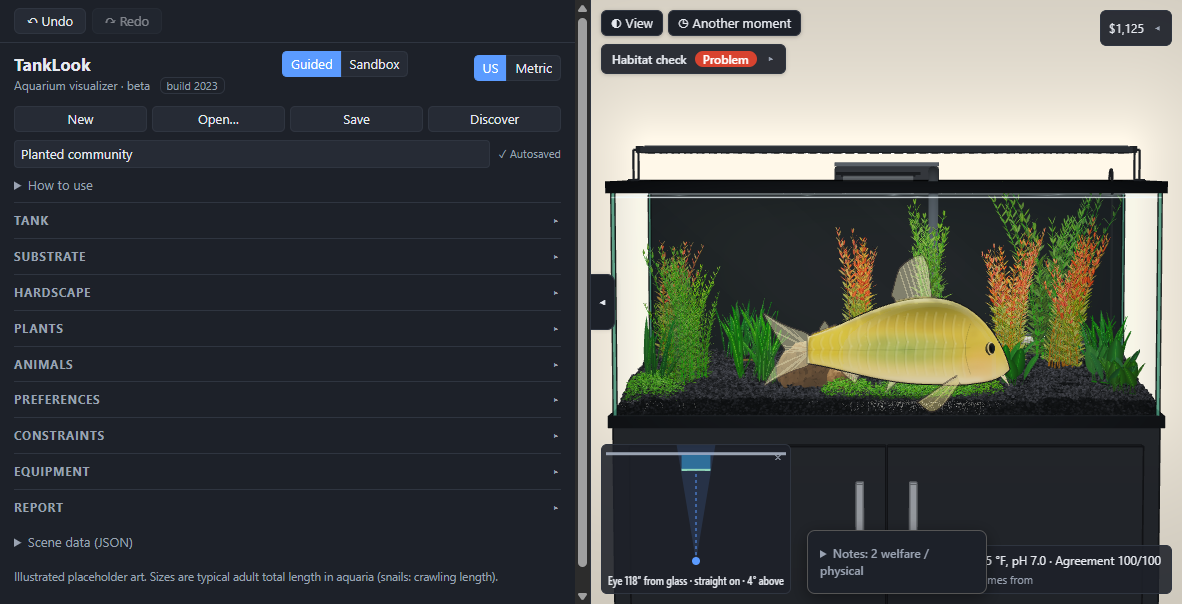 Undo
Redo
TankLook
Aquarium visualizer · beta
build 2023
Guided
Sandbox
US
Metric
New
Open...
Save
Discover
Planted community
✓ Autosaved
How to use
TANK
SUBSTRATE
HARDSCAPE
PLANTS
ANIMALS
PREFERENCES
CONSTRAINTS
EQUIPMENT
REPORT
Scene data (JSON)
Illustrated placeholder art. Sizes are typical adult total length in aquaria (snails: crawling length).
View
Another moment
$1,125
Habitat check
Problem
Eye 118" from glass · straight on · 4° above
Notes: 2 welfare /
physical
°F, pH 7.0 · Agreement 100/100
mes from